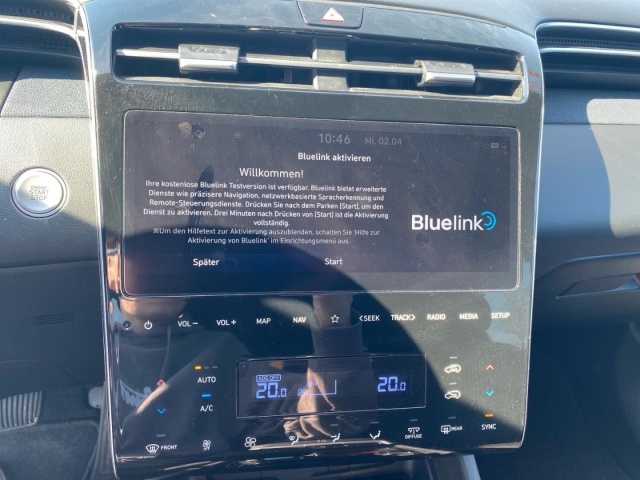 10:46 Mi, 02.04
Bluelink aktivieren
Willkommen!
Ihre kostenlose Bluelink Testversion ist verfügbar. Bluelink bietet erweiterte
Dienste wie präzisere Navigation, netzwerkbasierte Spracherkennung und
Remote-Steuerungsdienste. Drücken Sie nach dem Parken [Start], um den
Dienst zu aktivieren. Drei Minuten nach Drücken von [Start] ist die Aktivierung
vollständig.
※Um den Hilfetext zur Aktivierung auszublenden, schalten Sie 'Hilfe zur
Aktivierung von Bluelink' im Einrichtungsmenü aus.
Bluelink
Später Start
ENGINE
START
STOP
VOL− VOL+ MAP NAV <SEEK TRACK> RADIO MEDIA SETUP
AUTO
A/C
20.0 20.0
FRONT DIFFUSE REAR SYNC